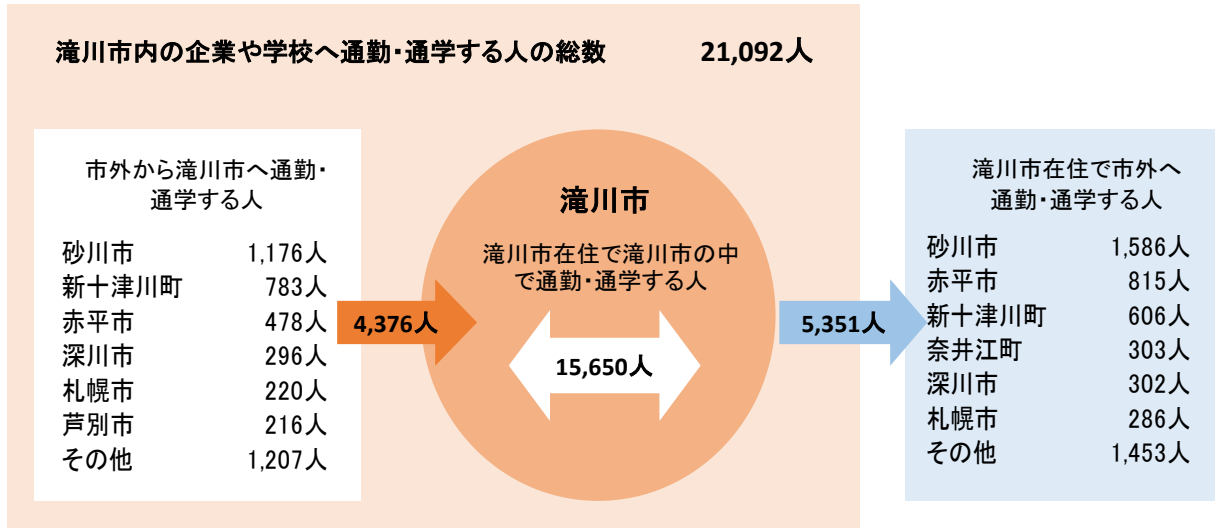 滝川市内の企業や学校へ通勤・通学する人の総数 21,092人
市外から滝川市へ通勤・
通学する人
砂川市 1,176人
新十津川町 783人
赤平市 478人
深川市 296人
札幌市 220人
芦別市 216人
その他 1,207人
4,376人
滝川市
滝川市在住で滝川市の中
で通勤・通学する人
15,650人
5,351人
滝川市在住で市外へ
通勤・通学する人
砂川市 1,586人
赤平市 815人
新十津川町 606人
奈井江町 303人
深川市 302人
札幌市 286人
その他 1,453人